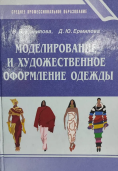 СРЕДНЕЕ ПРОФЕССИОНАЛЬНОЕ ОБРАЗОВАНИЕ
Д. Ю. Ермилова
МОДЕЛИРОВАНИЕ
И ХУДОЖЕСТВЕННОЕ
ОФОРМЛЕНИЕ ОДЕЖДЫ